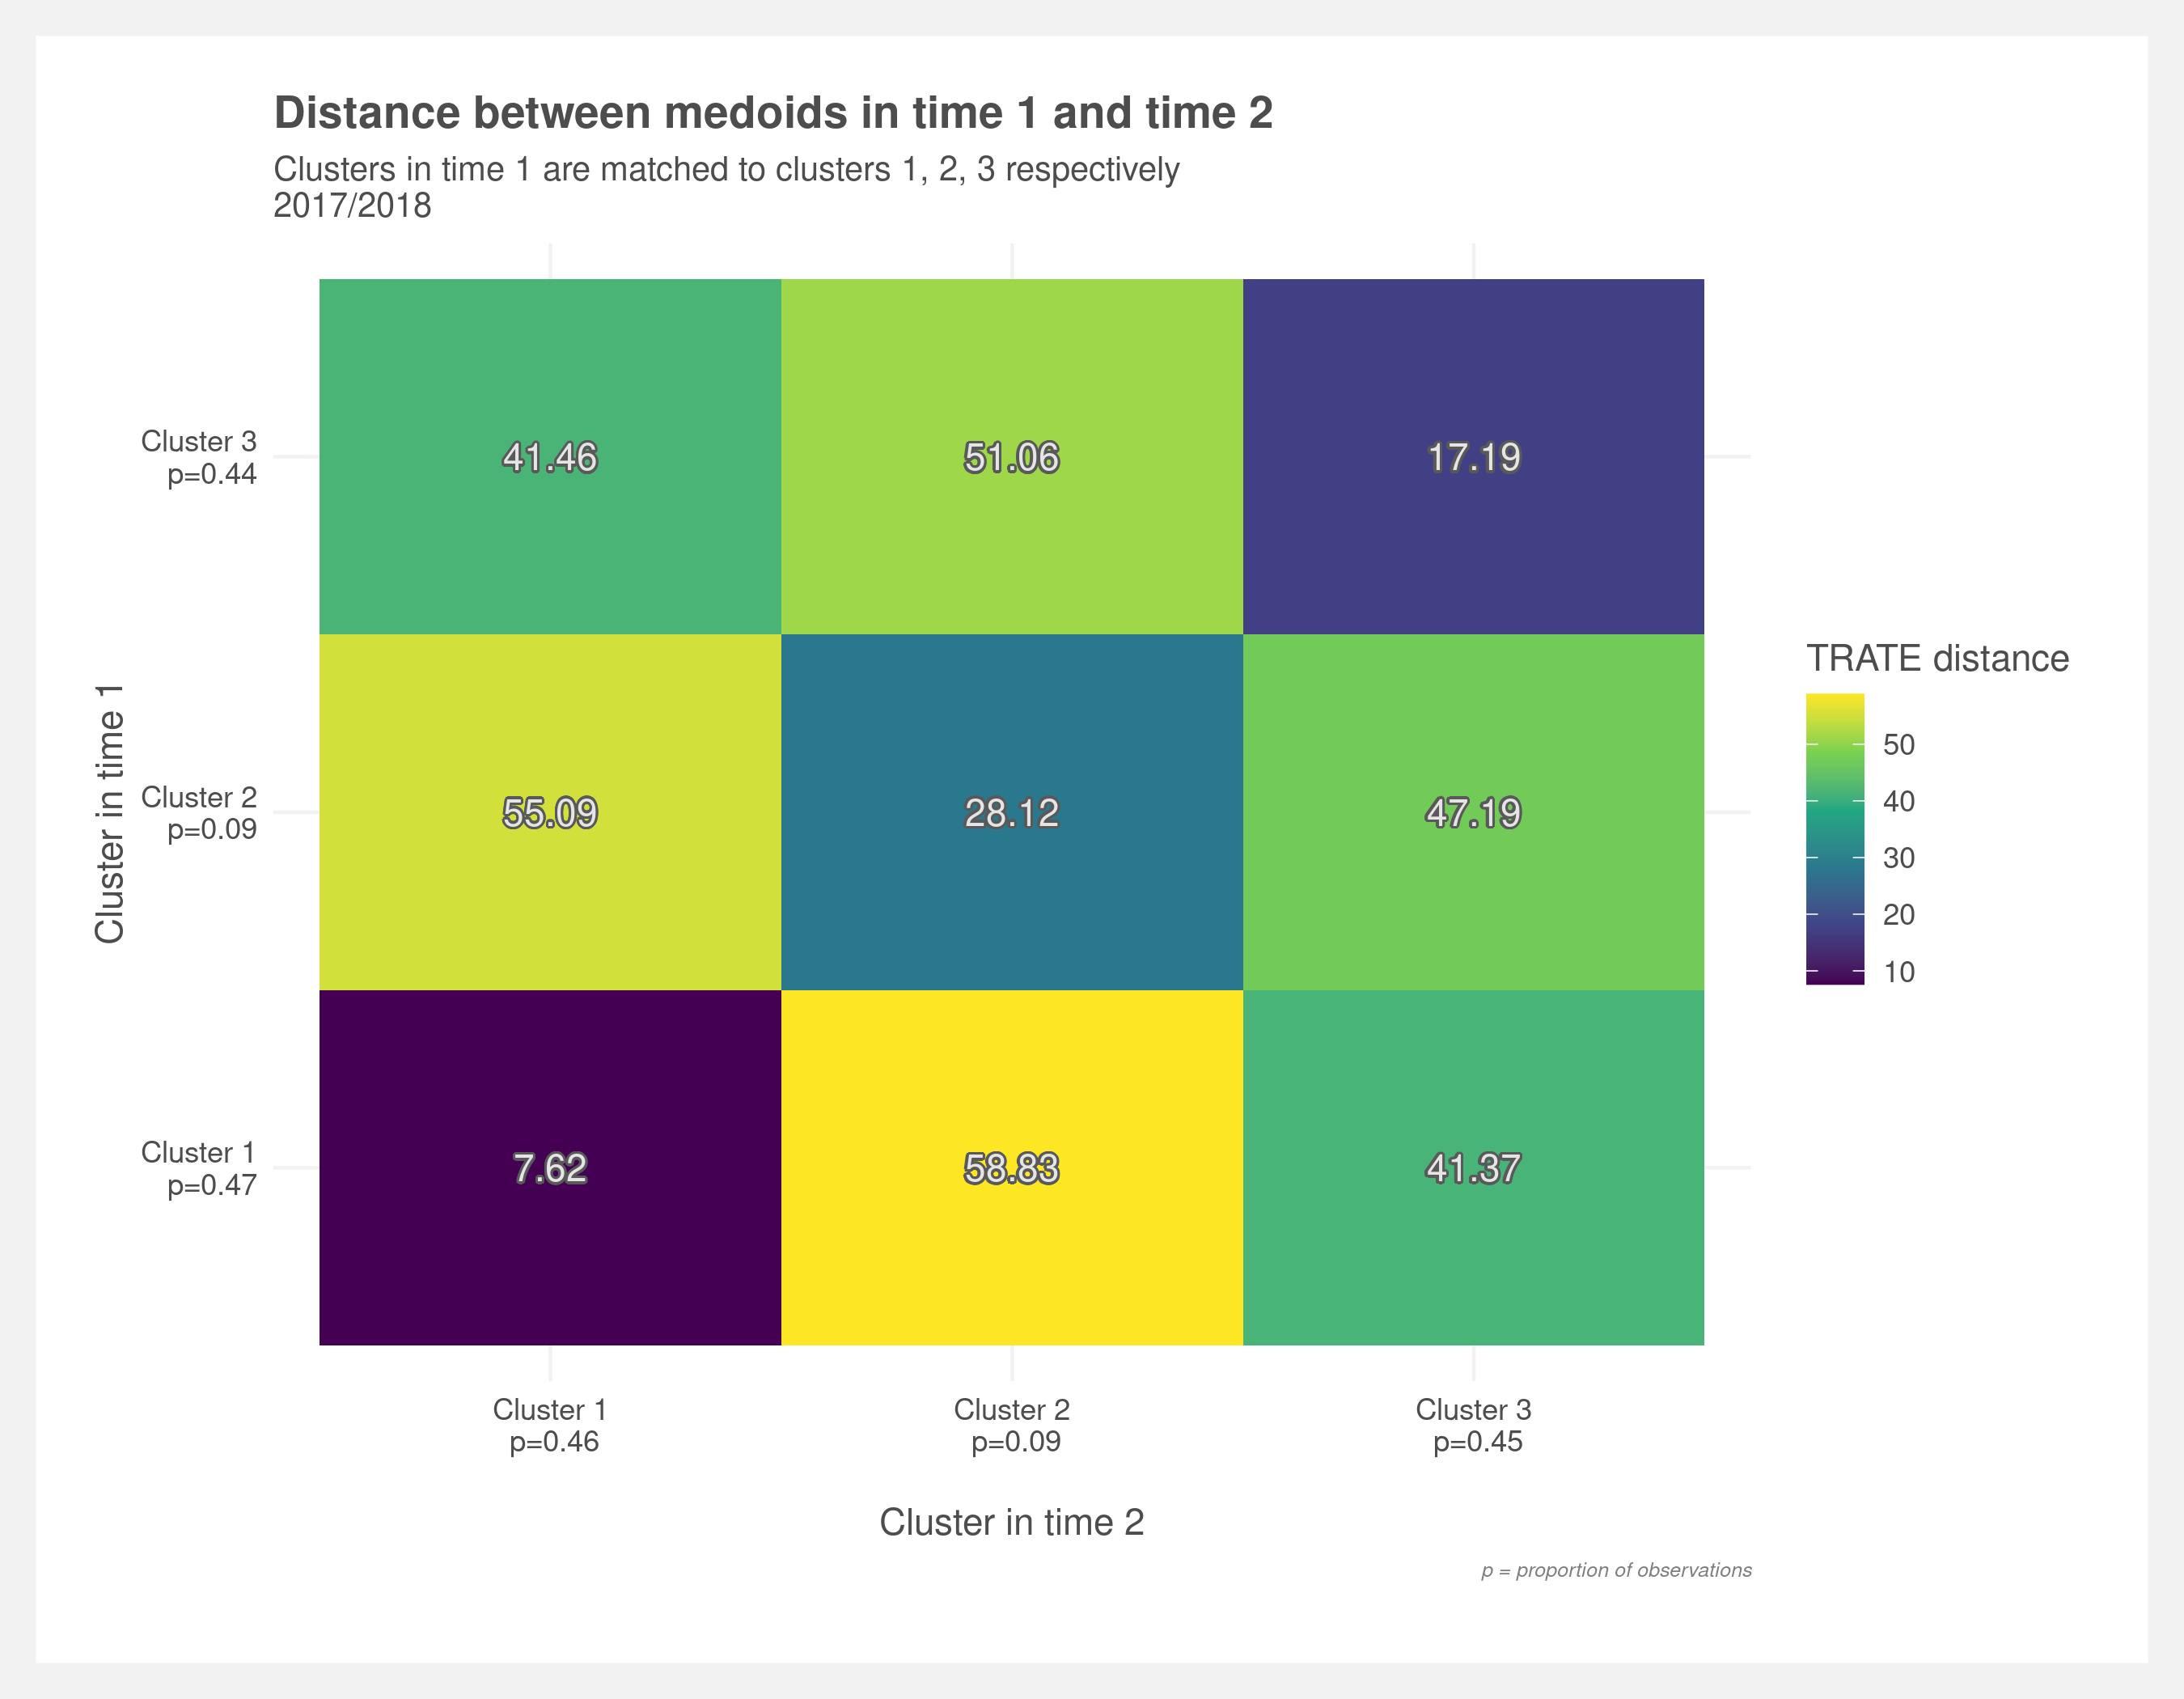 Distance between medoids in time 1 and time 2
Clusters in time 1 are matched to clusters 1, 2, 3 respectively
2017/2018
Cluster in time 1
Cluster 3
p=0.44
41.46
51.06
17.19
Cluster 2
p=0.09
55.09
28.12
47.19
Cluster 1
p=0.47
7.62
58.83
41.37
Cluster 1
p=0.46
Cluster 2
p=0.09
Cluster 3
p=0.45
Cluster in time 2
TRATE distance
50
40
30
20
10
p = proportion of observations